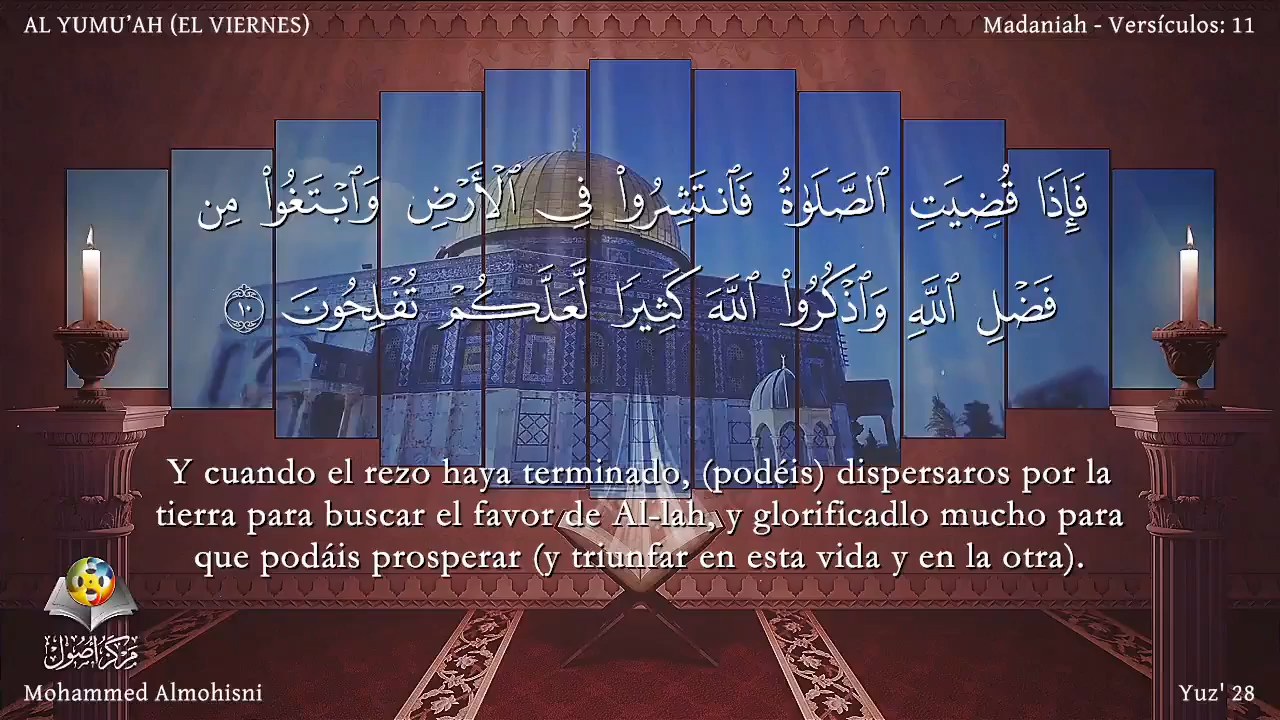 AL YUMU’AH (EL VIERNES)
Madaniah - Versículos: 11
فَإِذَا قُضِيَتِ ٱلصَّلَوٰةُ فَٱنتَشِرُوا۟ فِى ٱلْأَرْضِ وَٱبْتَغُوا۟ مِن
فَضْلِ ٱللَّهِ وَٱذْكُرُوا۟ ٱللَّهَ كَثِيرًا لَّعَلَّكُمْ تُفْلِحُونَ ١٠
Y cuando el rezo haya terminado, (podéis) dispersaros por la
tierra para buscar el favor de Al-lah, y glorificadlo mucho para
que podáis prosperar (y triunfar en esta vida y en la otra).
مركز أصول
Mohammed Almohisni
Yuz' 28